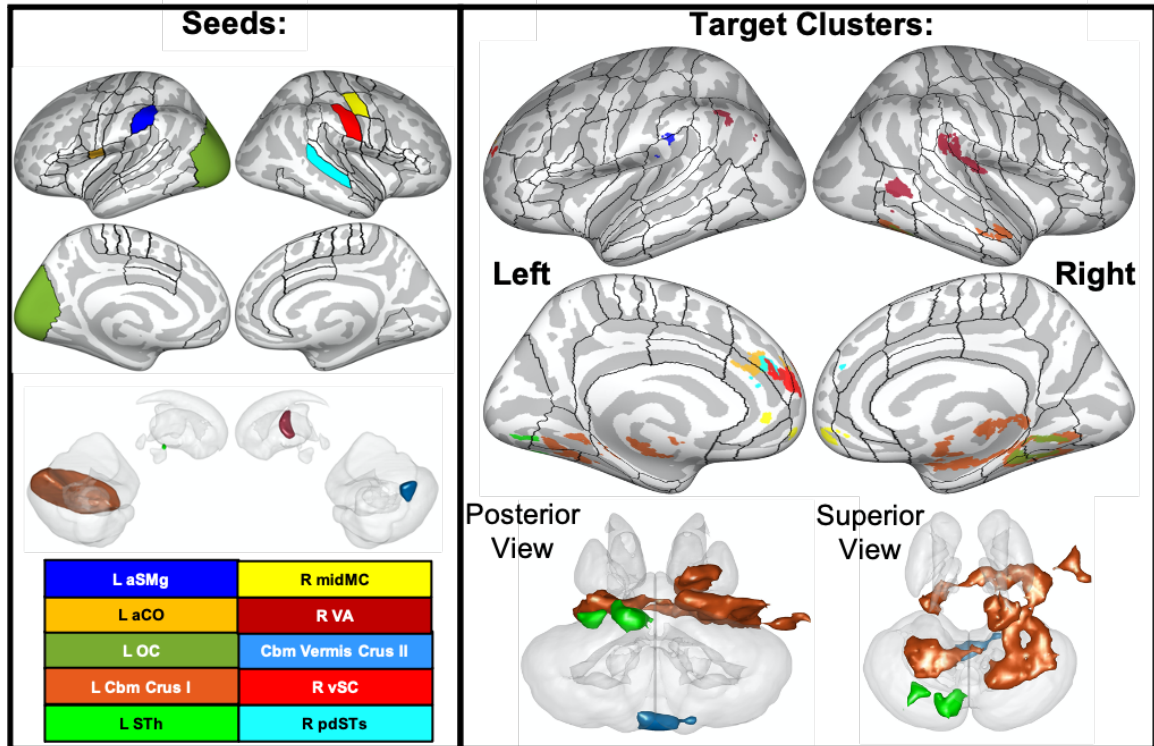 Seeds:
Target Clusters:
Left
Right
Posterior
View
Superior
View
L aSMg
R midMC
L aCO
R VA
L OC
Cbm Vermis Crus II
L Cbm Crus I
R vSC
L STh
R pdSTs